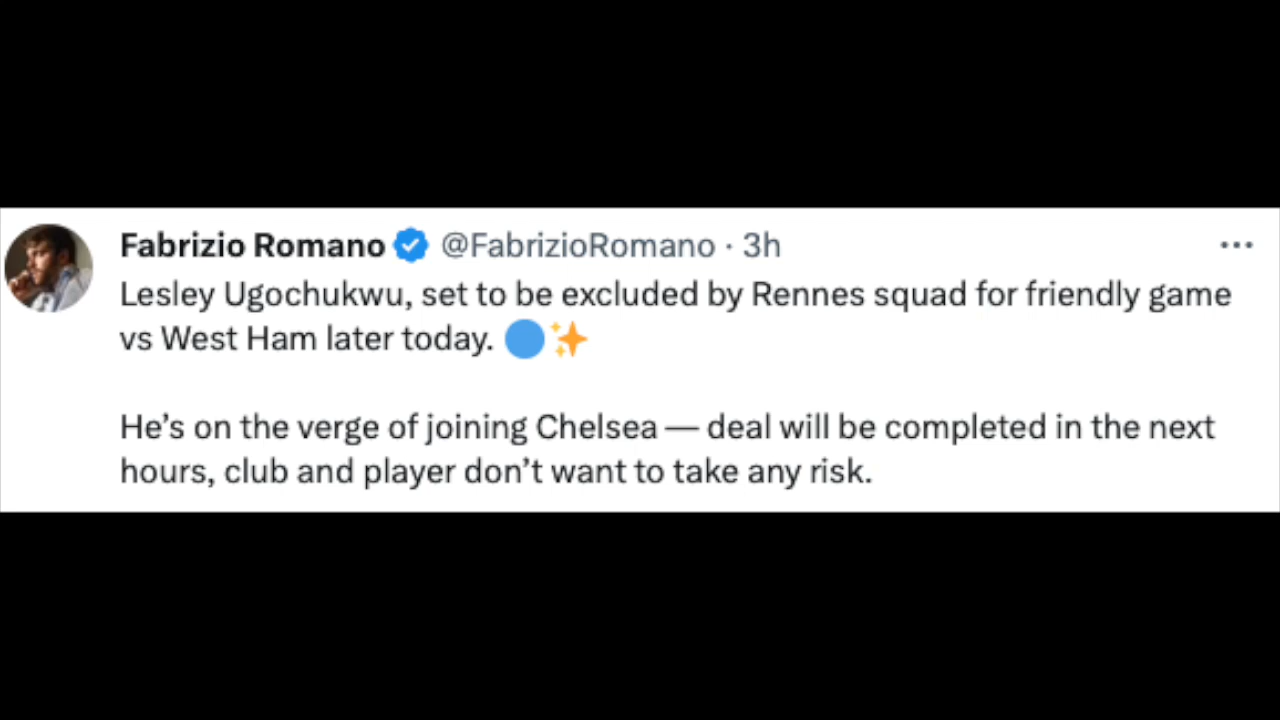 Fabrizio Romano @FabrizioRomano · 3h
Lesley Ugochukwu, set to be excluded by Rennes squad for friendly game
vs West Ham later today. 🔵✨
He’s on the verge of joining Chelsea — deal will be completed in the next
hours, club and player don’t want to take any risk.